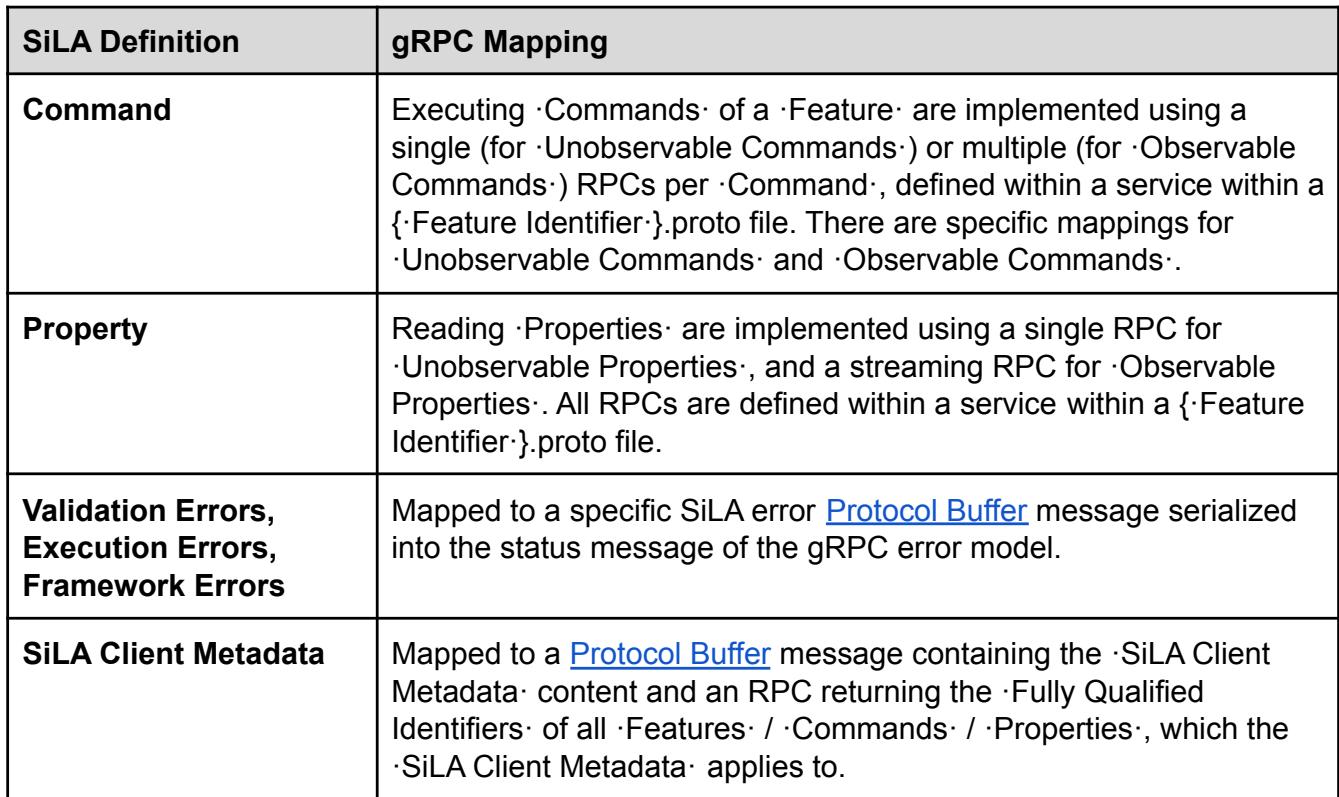 SiLA Definition
gRPC Mapping
Command
Executing ·Commands· of a ·Feature· are implemented using a
single (for ·Unobservable Commands·) or multiple (for ·Observable
Commands·) RPCs per ·Command·, defined within a service within a
{·Feature Identifier·}.proto file. There are specific mappings for
·Unobservable Commands· and ·Observable Commands·.
Property
Reading ·Properties· are implemented using a single RPC for
·Unobservable Properties·, and a streaming RPC for ·Observable
Properties·. All RPCs are defined within a service within a {·Feature
Identifier·}.proto file.
Validation Errors,
Execution Errors,
Framework Errors
Mapped to a specific SiLA error Protocol Buffer message serialized
into the status message of the gRPC error model.
SiLA Client Metadata
Mapped to a Protocol Buffer message containing the ·SiLA Client
Metadata· content and an RPC returning the ·Fully Qualified
Identifiers· of all ·Features· / ·Commands· / ·Properties·, which the
·SiLA Client Metadata· applies to.